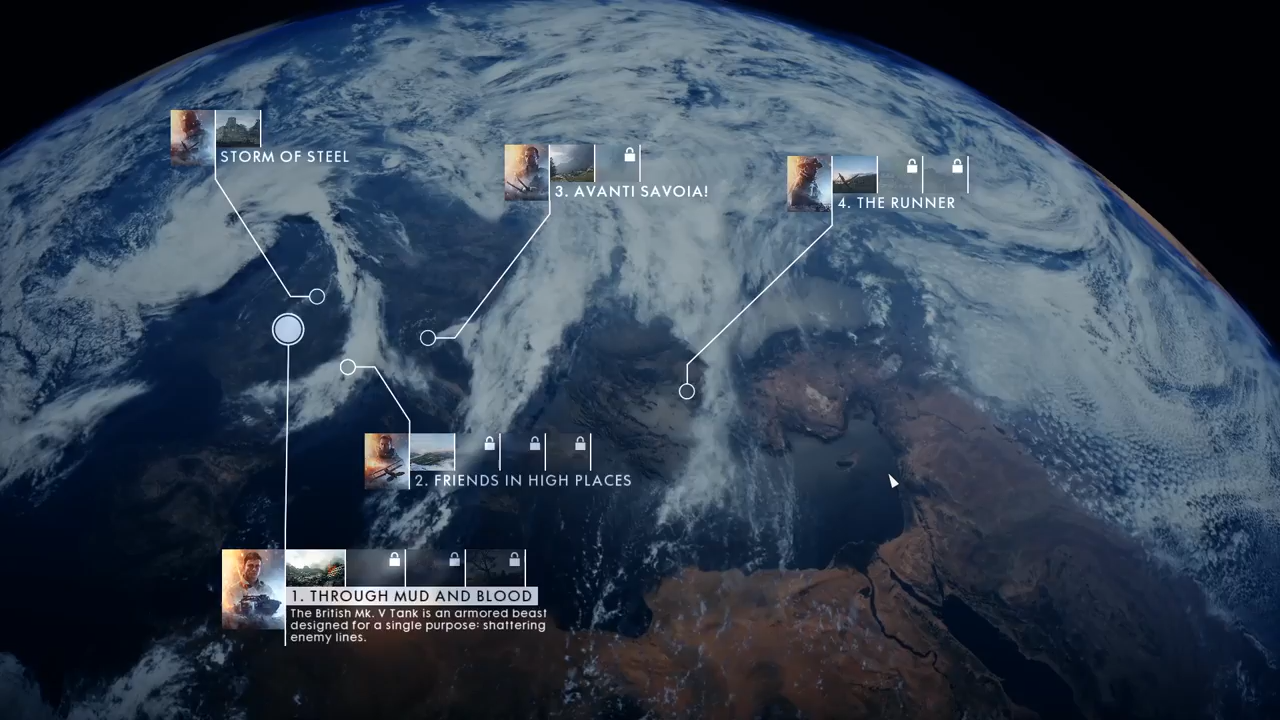 STORM OF STEEL
3. AVANTI SAVOIA!
4. THE RUNNER
2. FRIENDS IN HIGH PLACES
1. THROUGH MUD AND BLOOD
The British Mk. V Tank is an armored beast
designed for a single purpose: shattering
enemy lines.